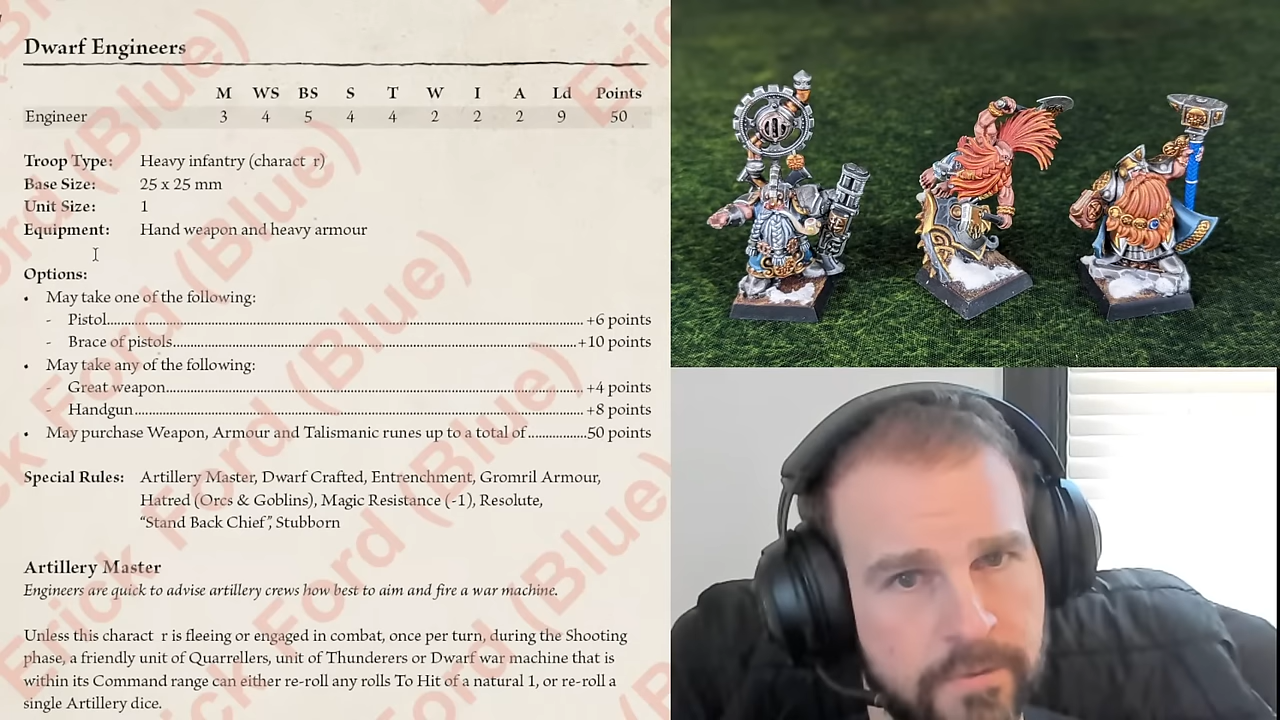 Dwarf Engineers
M WS BS S T W I A Ld Points
Engineer 3 4 5 4 4 2 2 2 9 50
Troop Type: Heavy infantry (charact r)
Base Size: 25 x 25 mm
Unit Size: 1
Equipment: Hand weapon and heavy armour
Options:
• May take one of the following:
- Pistol.......... +6 points
- Brace of pistols.......... +10 points
• May take any of the following:
- Great weapon.......... +4 points
- Handgun.......... +8 points
• May purchase Weapon, Armour and Talismanic runes up to a total of.......... 50 points
Special Rules: Artillery Master, Dwarf Crafted, Entrenchment, Gromril Armour,
Hatred (Orcs & Goblins), Magic Resistance (-1), Resolute,
“Stand Back Chief”, Stubborn
Artillery Master
Engineers are quick to advise artillery crews how best to aim and fire a war machine.
Unless this charact r is fleeing or engaged in combat, once per turn, during the Shooting
phase, a friendly unit of Quarrellers, unit of Thunderers or Dwarf war machine that is
within its Command range can either re-roll any rolls To Hit of a natural 1, or re-roll a
single Artillery dice.
Erick Ford (Blue)